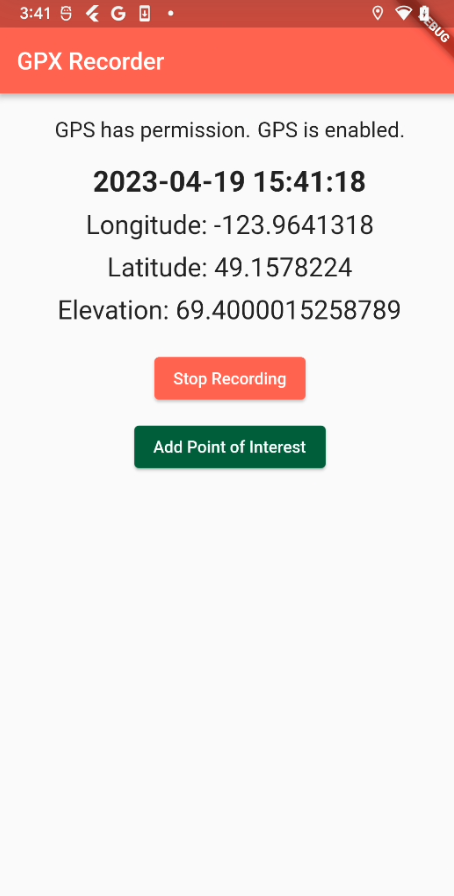 3:41
DEBUG
GPX Recorder
GPS has permission. GPS is enabled.
2023-04-19 15:41:18
Longitude: -123.9641318
Latitude: 49.1578224
Elevation: 69.4000015258789
Stop Recording
Add Point of Interest